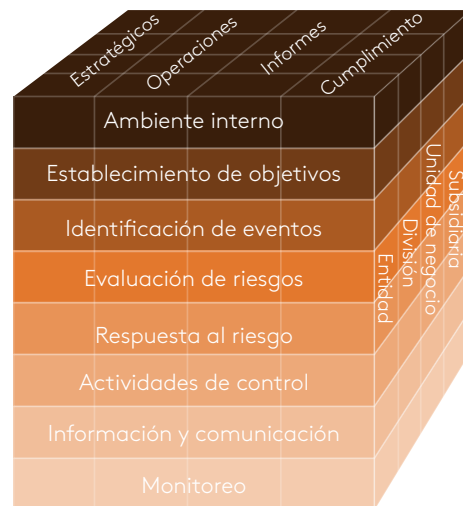 Estratégicos
Operaciones
Informes
Cumplimiento
Ambiente interno
Establecimiento de objetivos
Identificación de eventos
Evaluación de riesgos
Respuesta al riesgo
Actividades de control
Información y comunicación
Monitoreo
Entidad
División
Unidad de negocio
Subsidiaria